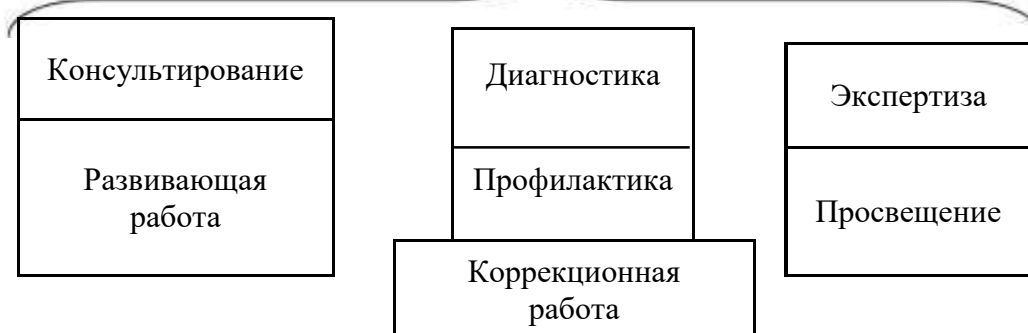 Консультирование
Развивающая
работа
Диагностика
Профилактика
Коррекционная
работа
Экспертиза
Просвещение